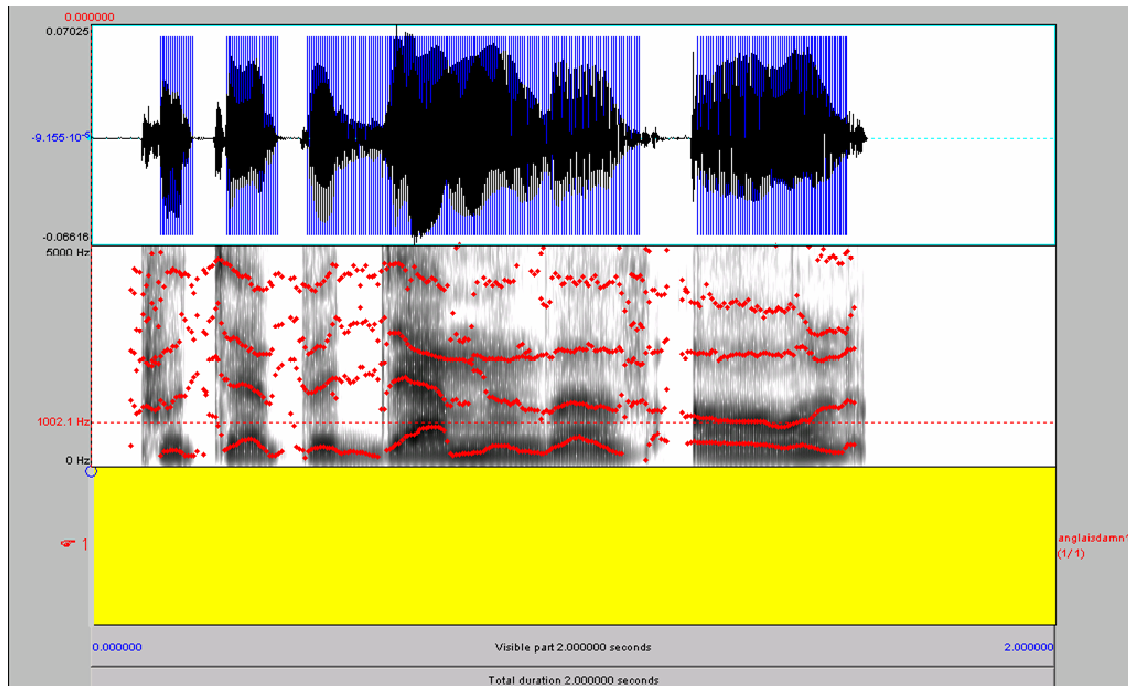 0.000000
0.07025
-9.155·10⁻⁵
-0.06646
5000 Hz
1002.1 Hz
0 Hz
1
anglaisdamn
(1/1)
0.000000 Visible part 2.000000 seconds 2.000000
Total duration 2.000000 seconds